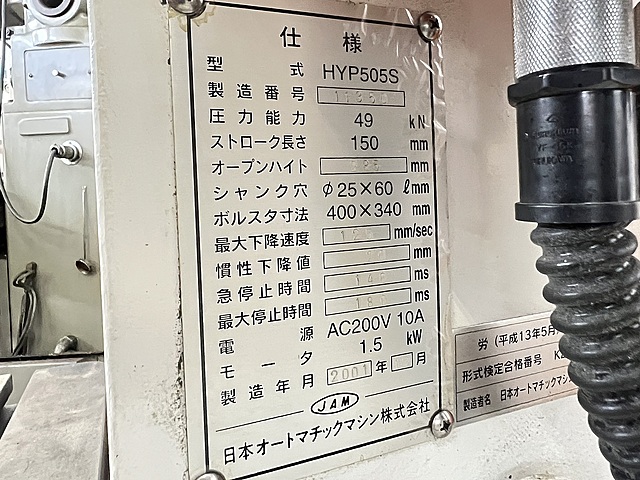 仕様
型式 HYP505S
製造番号
圧力能力 49 kN
ストローク長さ 150 mm
オープンハイト mm
シャンク穴 φ25×60 ℓmm
ボルスタ寸法 400×340 mm
最大下降速度 mm/sec
慣性下降値 mm
急停止時間 ms
最大停止時間 ms
電源 AC200V 10A
モータ 1.5 kW
製造年月 2001年 月
JAM
日本オートマチックマシン株式会社
労(平成13年5月
形式検定合格番号
製造者名 日本オートマチックマシン